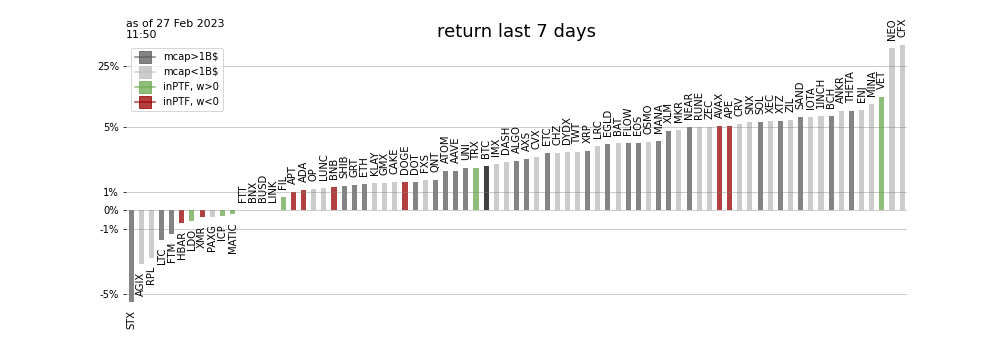 as of 27 Feb 2023
11:50
return last 7 days
mcap>1B$
mcap<1B$
inPTF, w>0
inPTF, w<0
25%
5%
1%
0%
-1%
-5%
STX
AGIX
RPL
LTC
FTM
HBAR
LDO
XMR
PAXG
ICP
MATIC
FTT
BNX
BUSD
LINK
FIL
APT
ADA
OP
LUNC
BNB
SHIB
GRT
ETH
KLAY
GMX
CAKE
DOGE
DOT
FXS
QNT
ATOM
AAVE
UNI
TRX
BTC
IMX
DASH
ALGO
AXS
CVX
ETC
CHZ
DYDX
TWT
XRP
LRC
EGLD
BAT
FLOW
EOS
OSMO
MANA
XLM
MKR
NEAR
RUNE
ZEC
AVAX
APE
CRV
SNX
SOL
XEC
XTZ
ZIL
SAND
IOTA
1INCH
BCH
ANKR
THETA
ENJ
MINA
VET
NEO
CFX